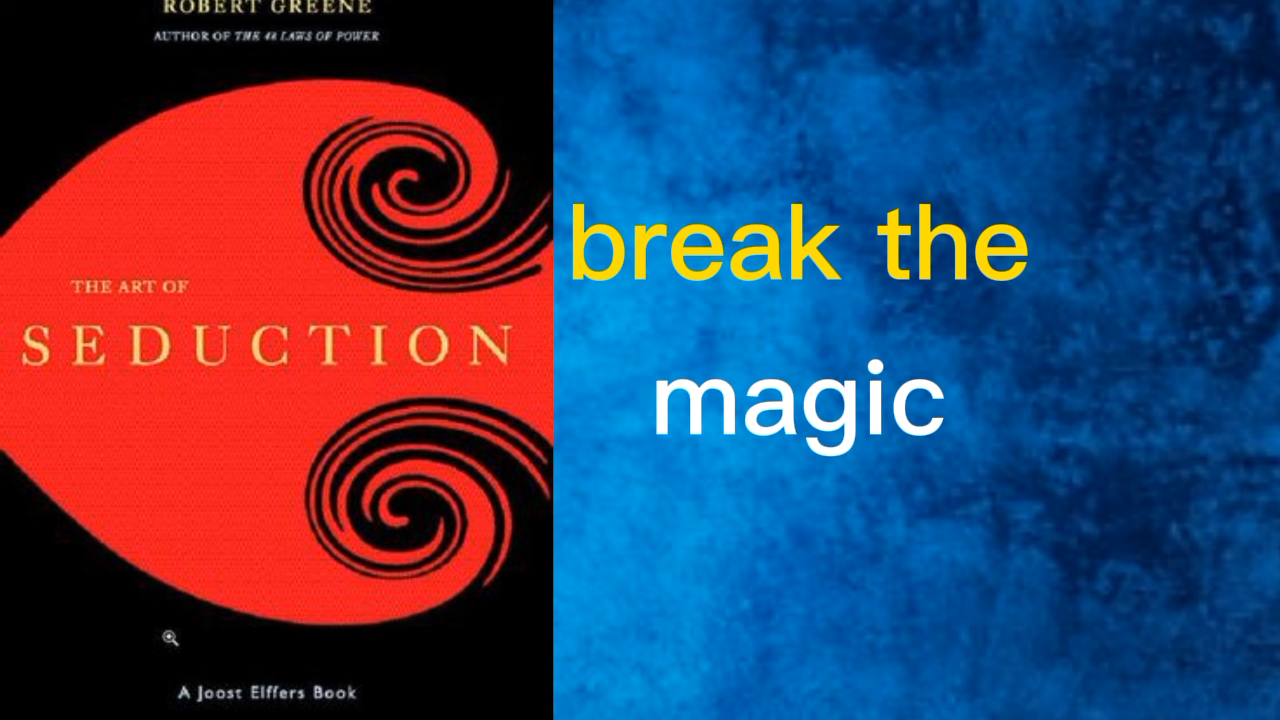 ROBERT GREENE
AUTHOR OF THE 48 LAWS OF POWER
THE ART OF
SEDUCTION
A Joost Elffers Book
break the
magic